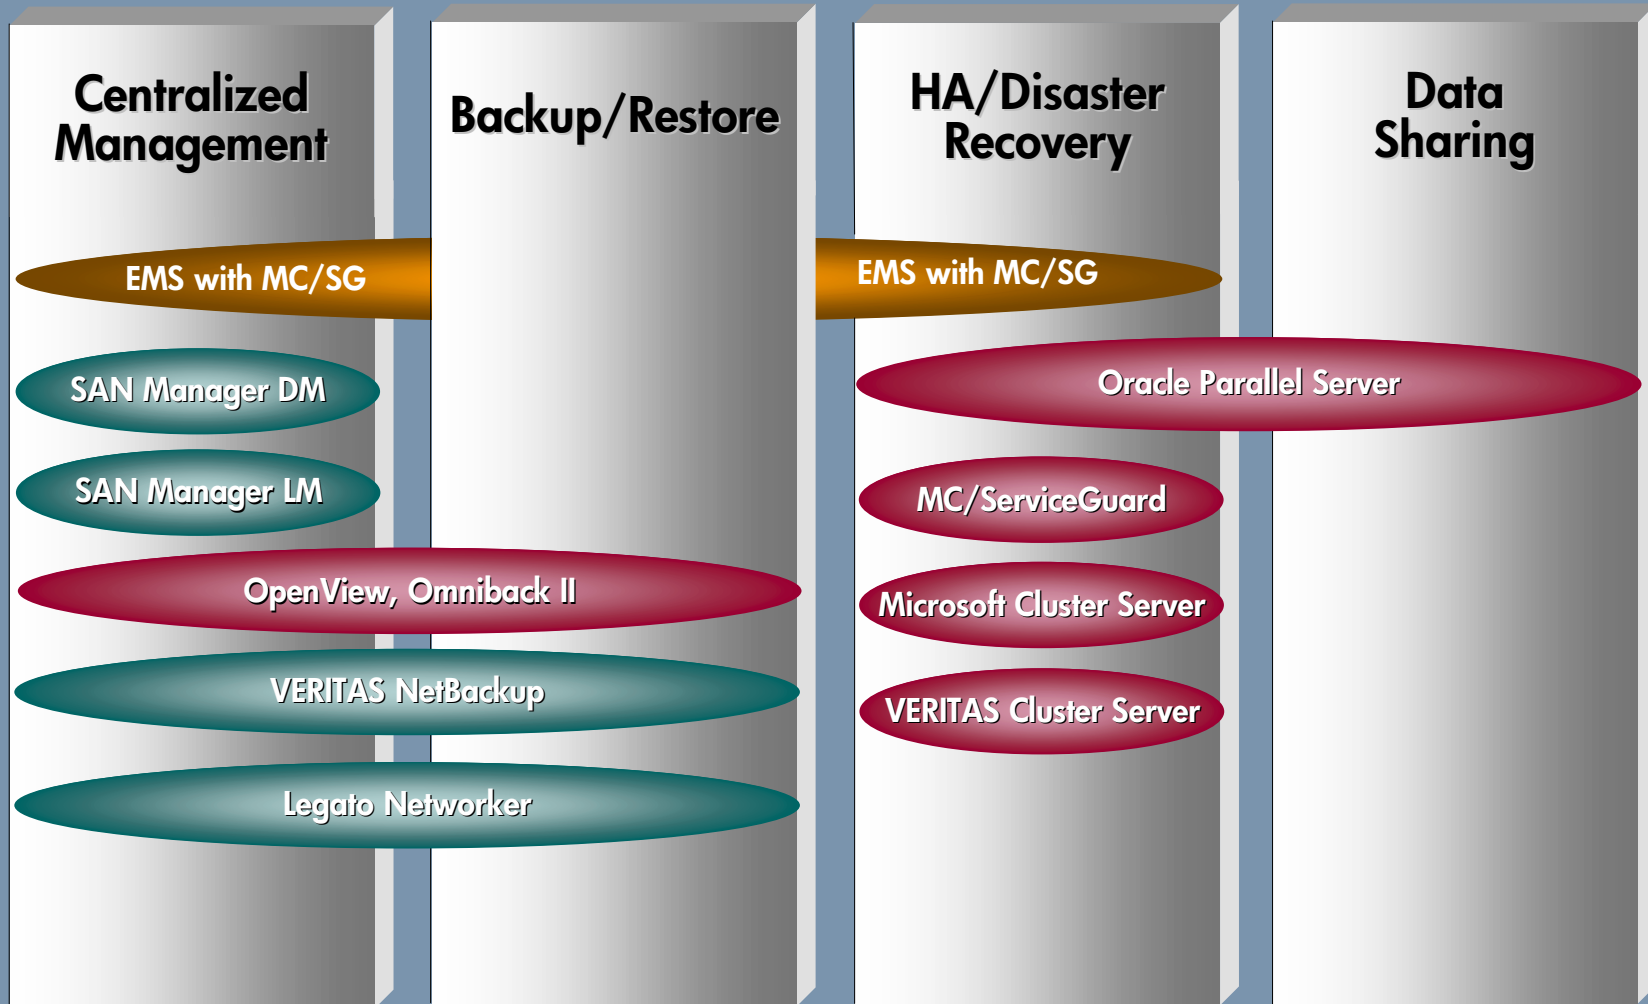 Centralized
Management
Backup/Restore
HA/Disaster
Recovery
Data
Sharing
EMS with MC/SG
EMS with MC/SG
SAN Manager DM
Oracle Parallel Server
SAN Manager LM
MC/ServiceGuard
OpenView, Omniback II
Microsoft Cluster Server
VERITAS NetBackup
VERITAS Cluster Server
Legato Networker